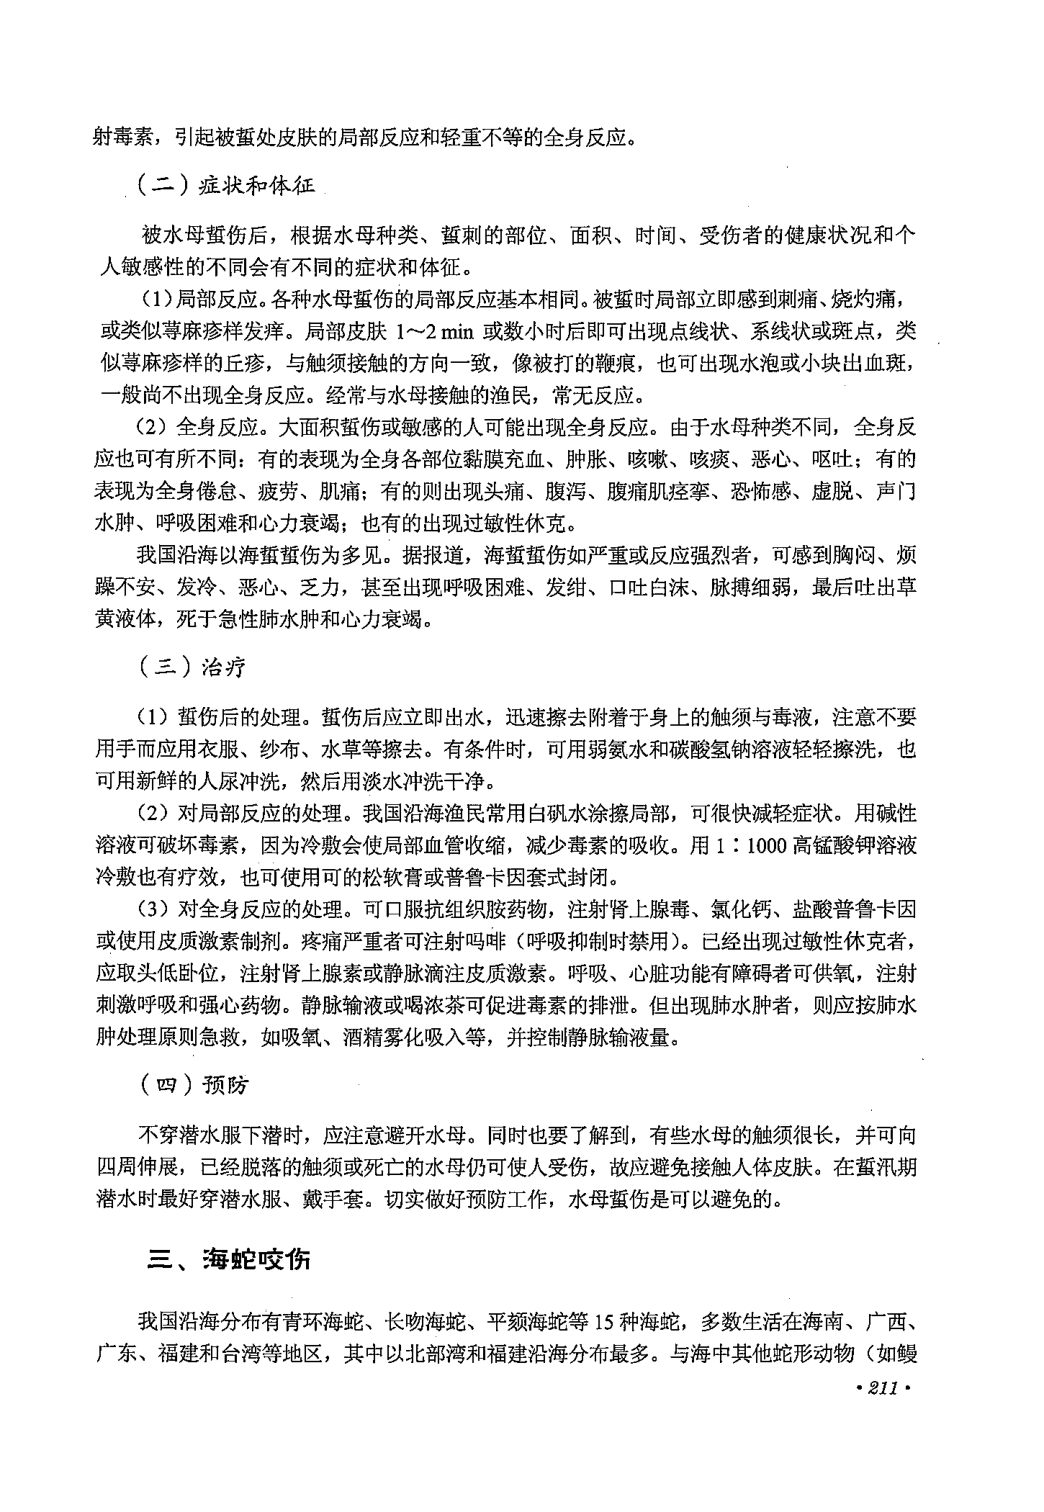 射毒素，引起被蜇处皮肤的局部反应和轻重不等的全身反应。
（二）症状和体征
被水母蜇伤后，根据水母种类、蜇刺的部位、面积、时间、受伤者的健康状况和个
人敏感性的不同会有不同的症状和体征。
（1）局部反应。各种水母蜇伤的局部反应基本相同。被蜇时局部立即感到刺痛、烧灼痛，
或类似荨麻疹样发痒。局部皮肤 1～2 min 或数小时后即可出现点线状、系线状或斑点，类
似荨麻疹样的丘疹，与触须接触的方向一致，像被打的鞭痕，也可出现水泡或小块出血斑，
一般尚不出现全身反应。经常与水母接触的渔民，常无反应。
（2）全身反应。大面积蜇伤或敏感的人可能出现全身反应。由于水母种类不同，全身反
应也可有所不同：有的表现为全身各部位黏膜充血、肿胀、咳嗽、咳痰、恶心、呕吐；有的
表现为全身倦怠、疲劳、肌痛；有的则出现头痛、腹泻、腹痛肌痉挛、恐怖感、虚脱、声门
水肿、呼吸困难和心力衰竭；也有的出现过敏性休克。
我国沿海以海蜇蜇伤为多见。据报道，海蜇蜇伤如严重或反应强烈者，可感到胸闷、烦
躁不安、发冷、恶心、乏力，甚至出现呼吸困难、发绀、口吐白沫、脉搏细弱，最后吐出草
黄液体，死于急性肺水肿和心力衰竭。
（三）治疗
（1）蜇伤后的处理。蜇伤后应立即出水，迅速擦去附着于身上的触须与毒液，注意不要
用手而应用衣服、纱布、水草等擦去。有条件时，可用弱氨水和碳酸氢钠溶液轻轻擦洗，也
可用新鲜的人尿冲洗，然后用淡水冲洗干净。
（2）对局部反应的处理。我国沿海渔民常用白矾水涂擦局部，可很快减轻症状。用碱性
溶液可破坏毒素，因为冷敷会使局部血管收缩，减少毒素的吸收。用 1∶1000 高锰酸钾溶液
冷敷也有疗效，也可使用可的松软膏或普鲁卡因套式封闭。
（3）对全身反应的处理。可口服抗组织胺药物，注射肾上腺毒、氯化钙、盐酸普鲁卡因
或使用皮质激素制剂。疼痛严重者可注射吗啡（呼吸抑制时禁用）。已经出现过敏性休克者，
应取头低卧位，注射肾上腺素或静脉滴注皮质激素。呼吸、心脏功能有障碍者可供氧，注射
刺激呼吸和强心药物。静脉输液或喝浓茶可促进毒素的排泄。但出现肺水肿者，则应按肺水
肿处理原则急救，如吸氧、酒精雾化吸入等，并控制静脉输液量。
（四）预防
不穿潜水服下潜时，应注意避开水母。同时也要了解到，有些水母的触须很长，并可向
四周伸展，已经脱落的触须或死亡的水母仍可使人受伤，故应避免接触人体皮肤。在蜇汛期
潜水时最好穿潜水服、戴手套。切实做好预防工作，水母蜇伤是可以避免的。
三、海蛇咬伤
我国沿海分布有青环海蛇、长吻海蛇、平颏海蛇等 15 种海蛇，多数生活在海南、广西、
广东、福建和台湾等地区，其中以北部湾和福建沿海分布最多。与海中其他蛇形动物（如鳗
·211·